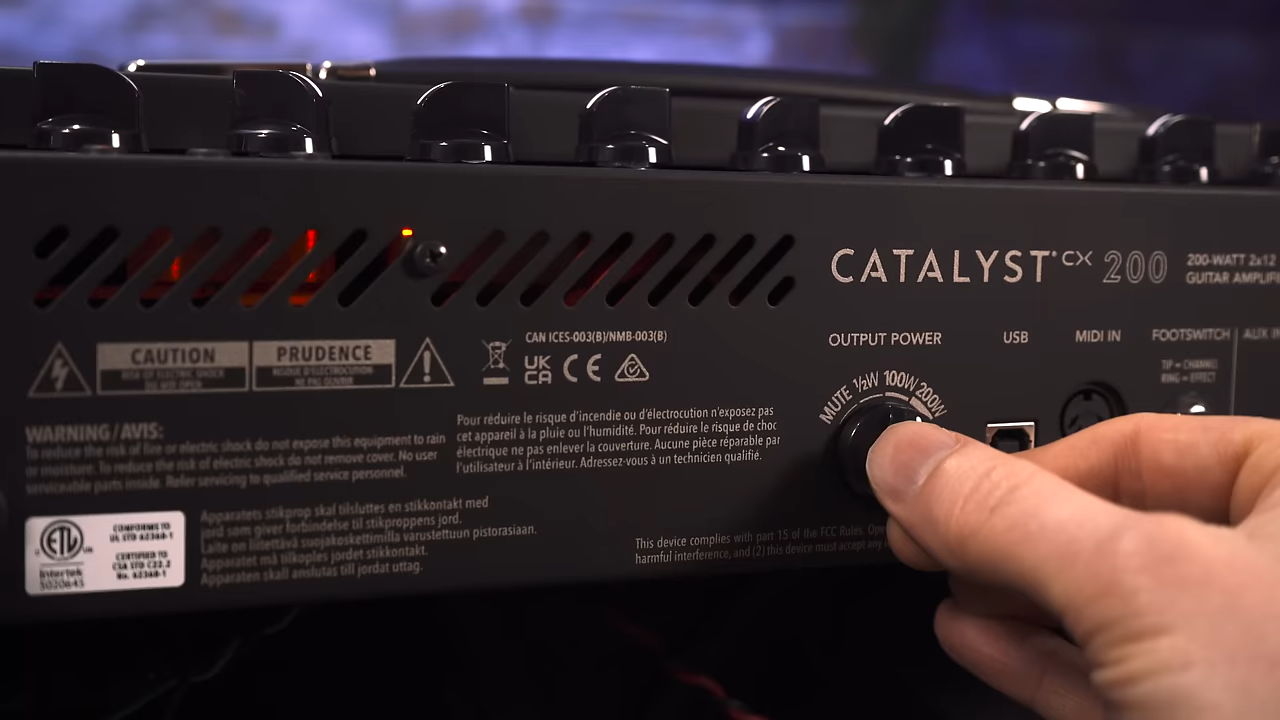 CATALYST CX 200
200-WATT 2x12
GUITAR AMPLIFI
OUTPUT POWER
USB
MIDI IN
FOOTSWITCH
AUX IN
TIP = CHANNEL
RING = EFFECT
MUTE ½W 100W 200W
CAN ICES-003(B)/NMB-003(B)
UK
CA
CE
CAUTION
RISK OF ELECTRIC SHOCK
DO NOT OPEN
PRUDENCE
RISQUE D'ELECTROCUTION
NE PAS OUVRIR
WARNING/AVIS:
To reduce the risk of fire or electric shock do not expose this equipment to rain
or moisture. To reduce the risk of electric shock do not remove cover. No user
serviceable parts inside. Refer servicing to qualified service personnel.
Pour réduire le risque d'incendie ou d'électrocution n'exposez pas
cet appareil à la pluie ou l'humidité. Pour réduire le risque de choc
électrique ne pas enlever la couverture. Aucune pièce réparable par
l'utilisateur à l'intérieur. Adressez-vous à un technicien qualifié.
Apparatets stikprop skal tilsluttes en stikkontakt med
jord som giver forbindelse til stikproppens jord.
Laite on liitettävä suojakoskettimilla varustettuun pistorasiaan.
Apparatet må tilkoples jordet stikkontakt.
Apparaten skall anslutas till jordat uttag.
ETL
Intertek
5020645
CONFORMS TO
UL STD 62368-1
CERTIFIED TO
CSA STD C22.2
No. 62368-1
This device complies with part 15 of the FCC Rules. Ope
harmful interference, and (2) this device must accept any